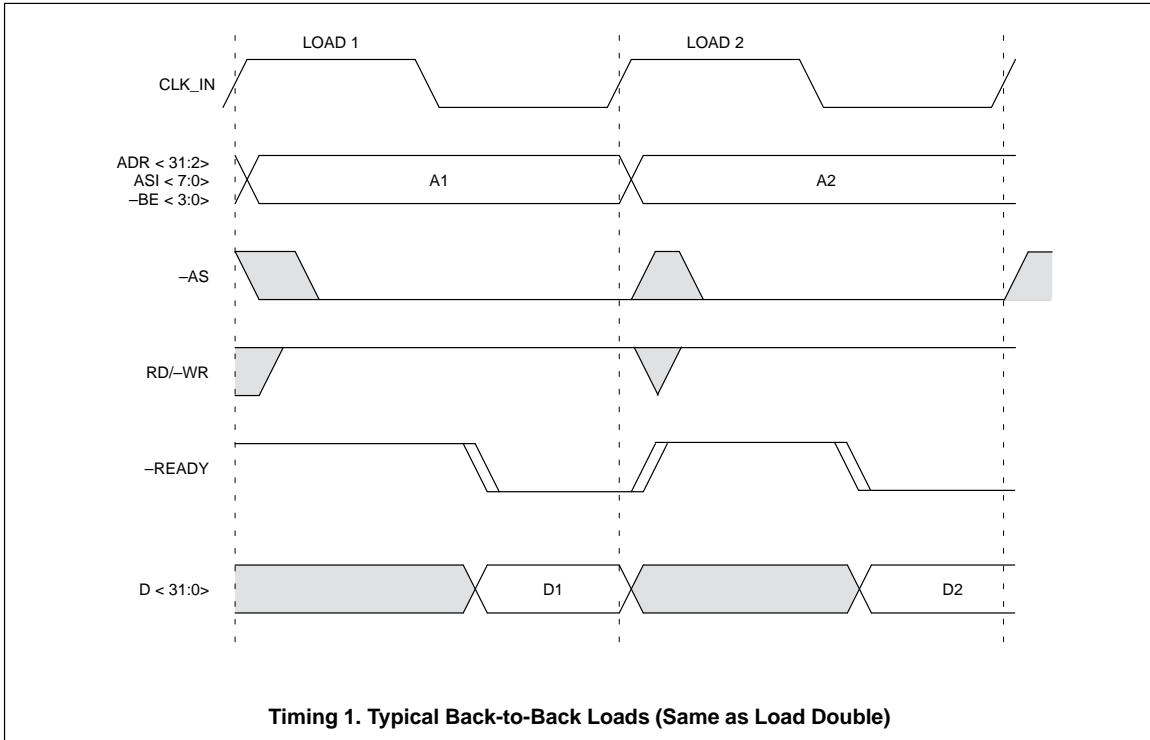 LOAD 1 LOAD 2
CLK_IN
ADR < 31:2>
ASI < 7:0>
–BE < 3:0>
A1 A2
–AS
RD/–WR
–READY
D < 31:0>
D1 D2
Timing 1. Typical Back-to-Back Loads (Same as Load Double)